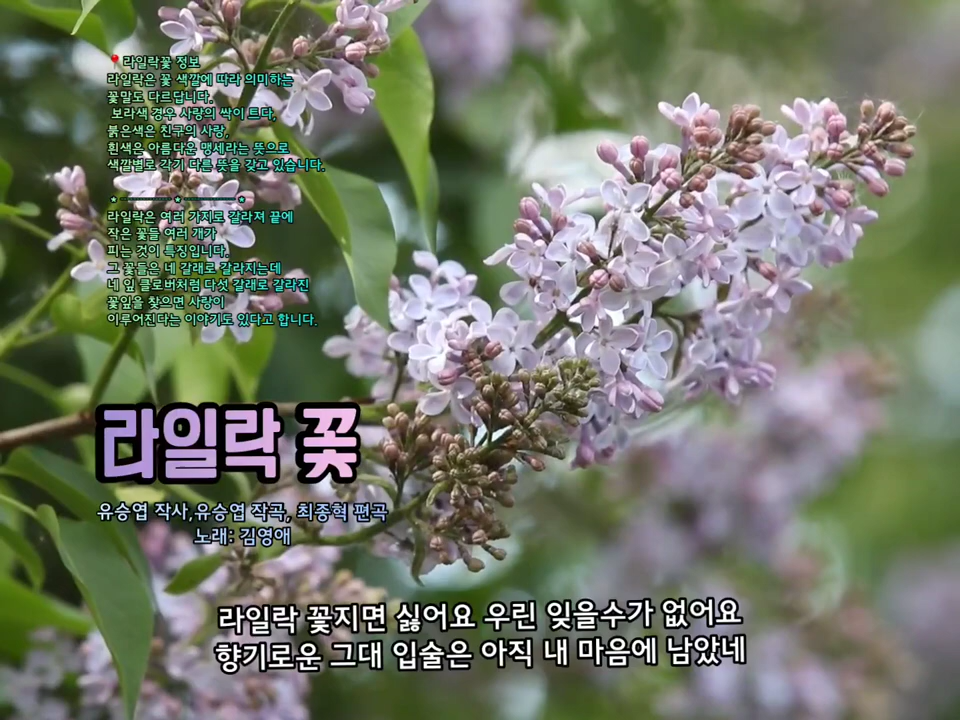 📍라일락꽃 정보
라일락은 꽃 색깔에 따라 의미하는
꽃말도 다르답니다.
보라색 경우 사랑의 싹이 트다,
붉은색은 친구의 사랑,
흰색은 아름다운 맹세라는 뜻으로
색깔별로 각기 다른 뜻을 갖고 있습니다.
★ ┈┈┈┈┈ ★ ┈┈┈┈┈ ★
라일락은 여러 가지로 갈라져 끝에
작은 꽃들 여러 개가
피는 것이 특징입니다.
그 꽃들은 네 갈래로 갈라지는데
네 잎 클로버처럼 다섯 갈래로 갈라진
꽃잎을 찾으면 사랑이
이루어진다는 이야기도 있다고 합니다.
라일락 꽃
유승엽 작사,유승엽 작곡, 최종혁 편곡
노래: 김영애
라일락 꽃지면 싫어요 우린 잊을수가 없어요
향기로운 그대 입술은 아직 내 마음에 남았네